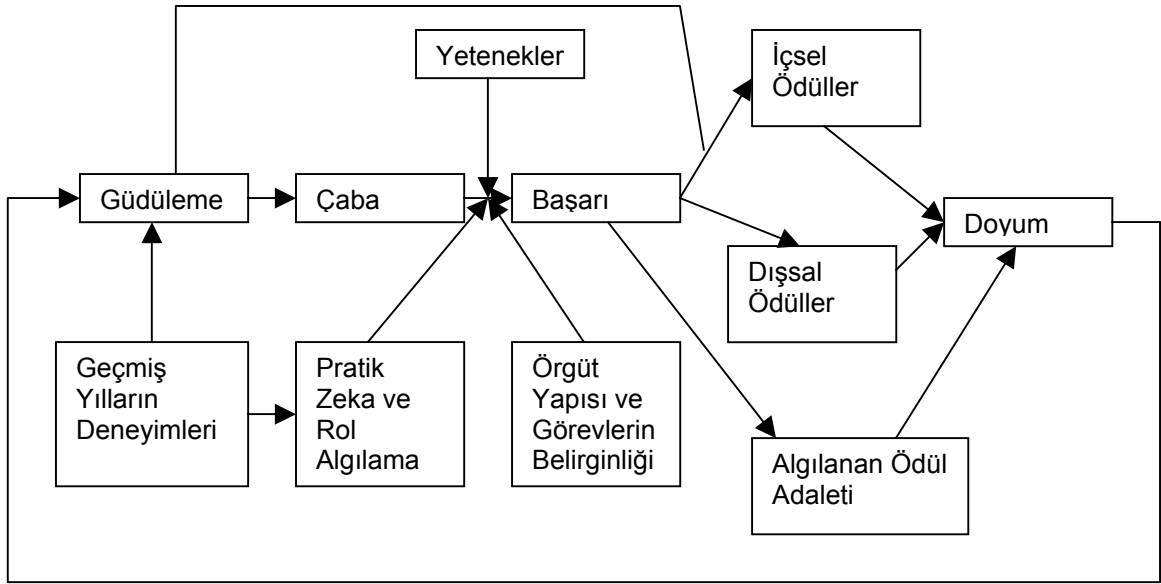 Yetenekler
İçsel
Ödüller
Güdüleme
Çaba
Başarı
Doyum
Dışsal
Ödüller
Geçmiş
Yılların
Deneyimleri
Pratik
Zeka ve
Rol
Algılama
Örgüt
Yapısı ve
Görevlerin
Belirginliği
Algılanan Ödül
Adaleti